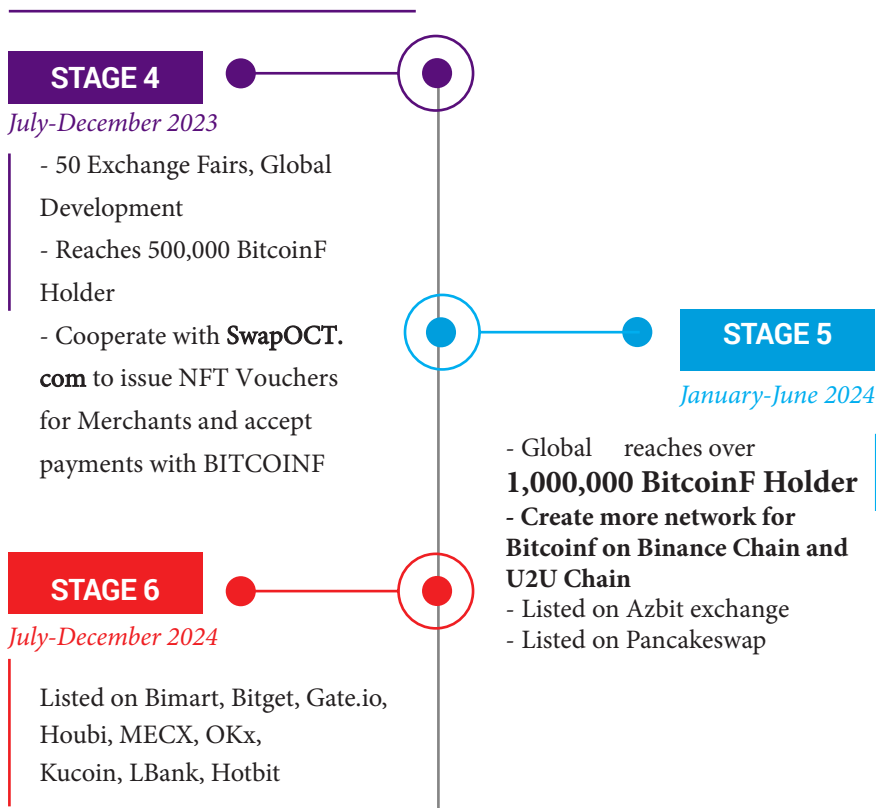 STAGE 4
July-December 2023
- 50 Exchange Fairs, Global
Development
- Reaches 500,000 BitcoinF
Holder
- Cooperate with SwapOCT.
com to issue NFT Vouchers
for Merchants and accept
payments with BITCOINF
STAGE 5
January-June 2024
- Global reaches over
1,000,000 BitcoinF Holder
- Create more network for
Bitcoinf on Binance Chain and
U2U Chain
- Listed on Azbit exchange
- Listed on Pancakeswap
STAGE 6
July-December 2024
Listed on Bimart, Bitget, Gate.io,
Houbi, MECX, OKx,
Kucoin, LBank, Hotbit